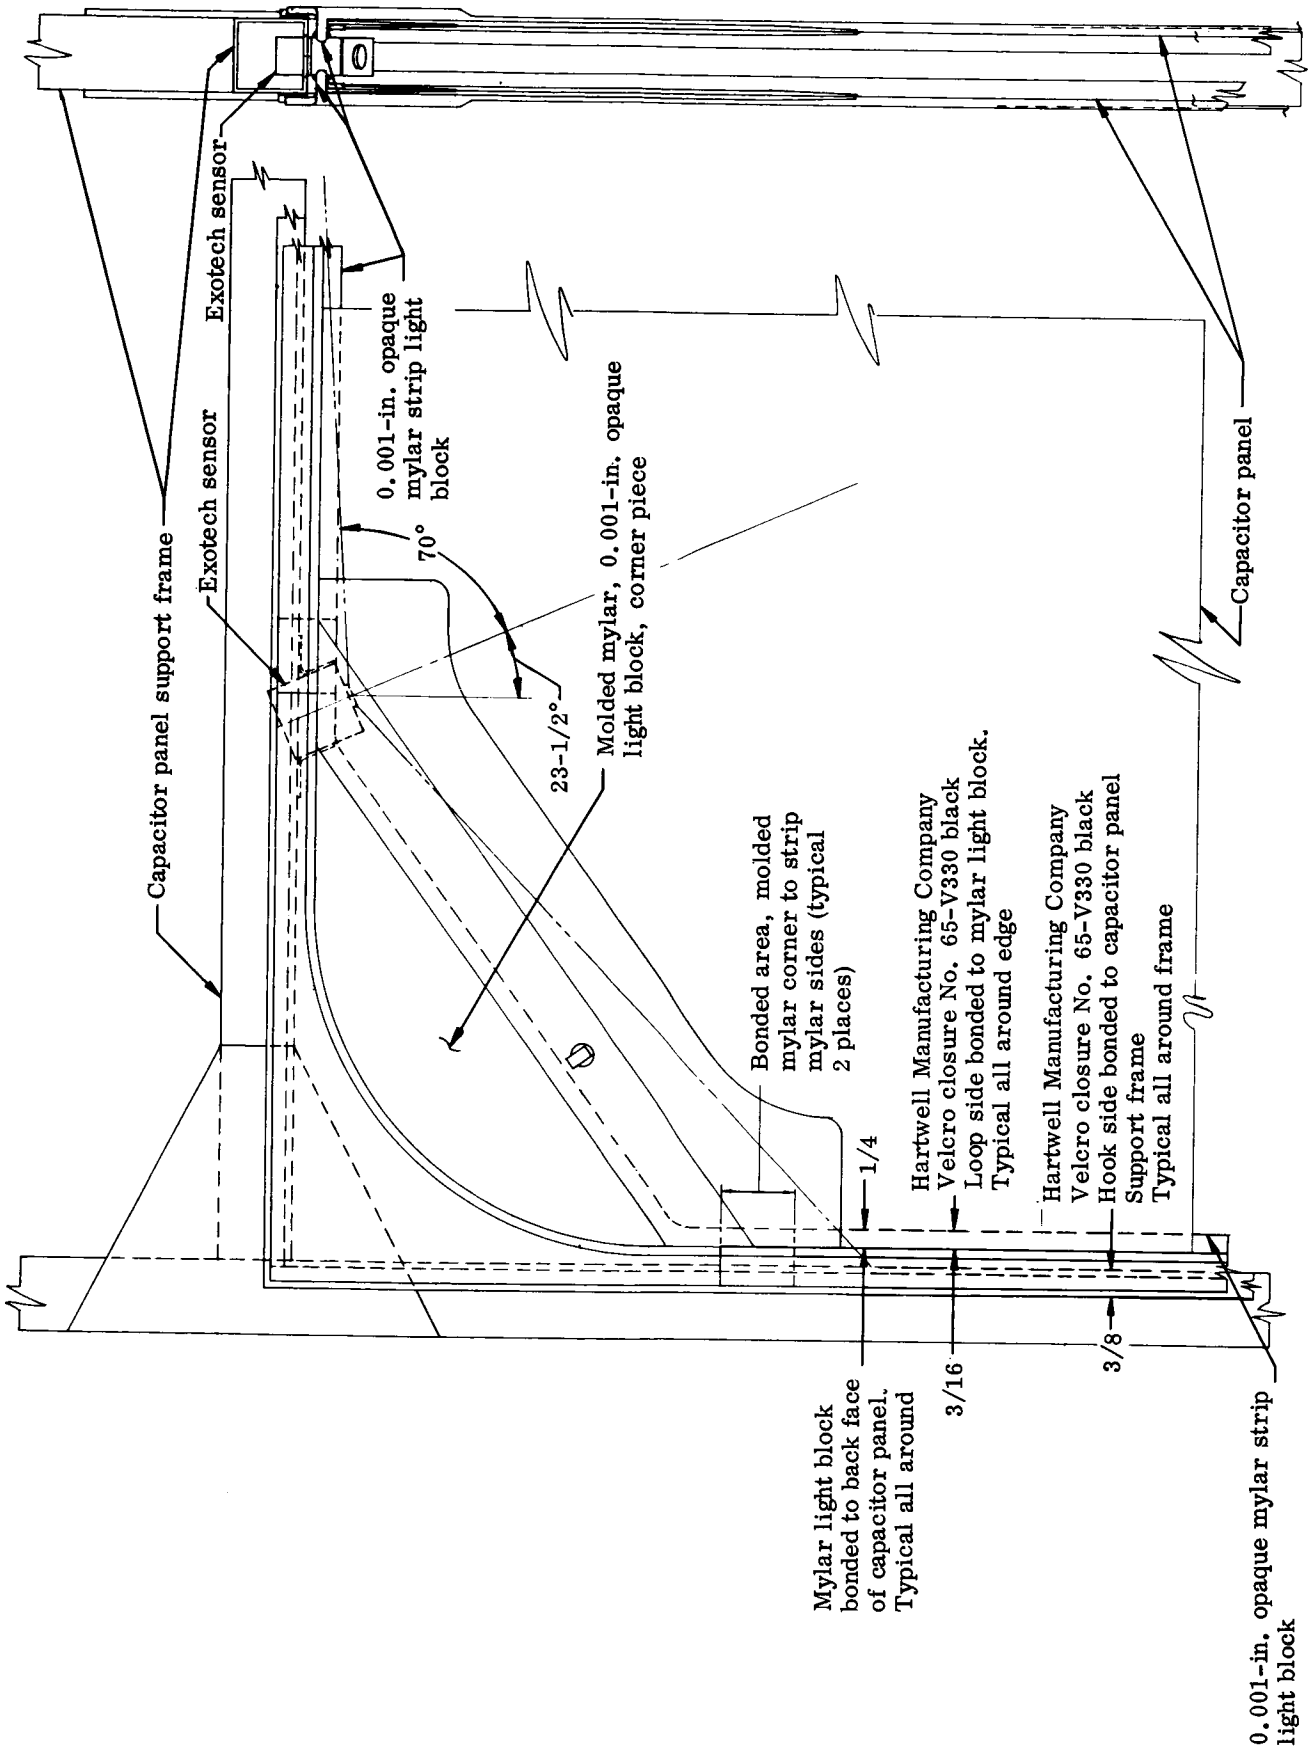 Capacitor panel support frame
Exotech sensor
Exotech sensor
0.001-in. opaque
mylar strip light
block
70°
23-1/2°
Molded mylar, 0.001-in. opaque
light block, corner piece
Bonded area, molded
mylar corner to strip
mylar sides (typical
2 places)
1/4
Hartwell Manufacturing Company
Velcro closure No. 65-V330 black
Loop side bonded to mylar light block.
Typical all around edge
Hartwell Manufacturing Company
Velcro closure No. 65-V330 black
Hook side bonded to capacitor panel
Support frame
Typical all around frame
Capacitor panel
Mylar light block
bonded to back face
of capacitor panel.
Typical all around
3/16
3/8
0.001-in. opaque mylar strip
light block